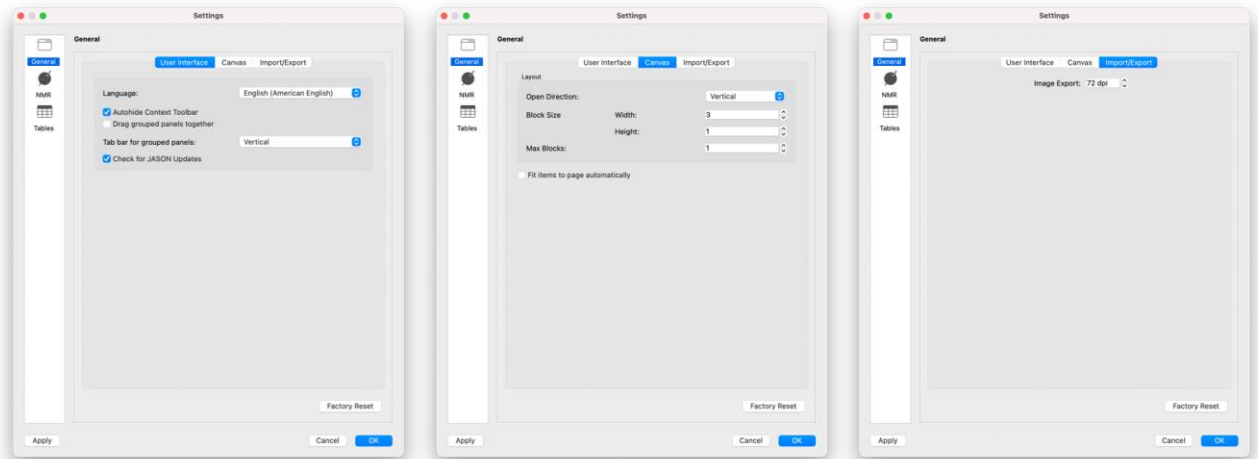 Settings
General
General
NMR
Tables
User Interface Canvas Import/Export
Language: English (American English)
Autohide Context Toolbar
Drag grouped panels together
Tab bar for grouped panels: Vertical
Check for JASON Updates
Factory Reset
Apply Cancel OK
Settings
General
General
NMR
Tables
User Interface Canvas Import/Export
Layout
Open Direction: Vertical
Block Size Width: 3
Height: 1
Max Blocks: 1
Fit items to page automatically
Factory Reset
Apply Cancel OK
Settings
General
General
NMR
Tables
User Interface Canvas Import/Export
Image Export: 72 dpi
Factory Reset
Apply Cancel OK